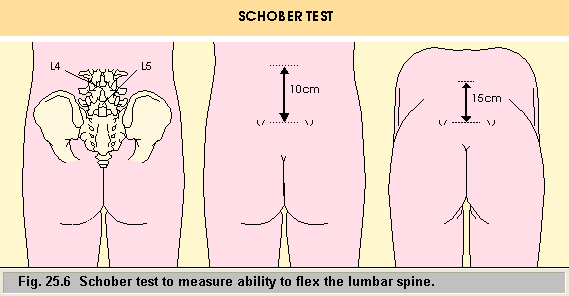 SCHOBER TEST
L4 L5
10cm
15cm
Fig. 25.6 Schober test to measure ability to flex the lumbar spine.